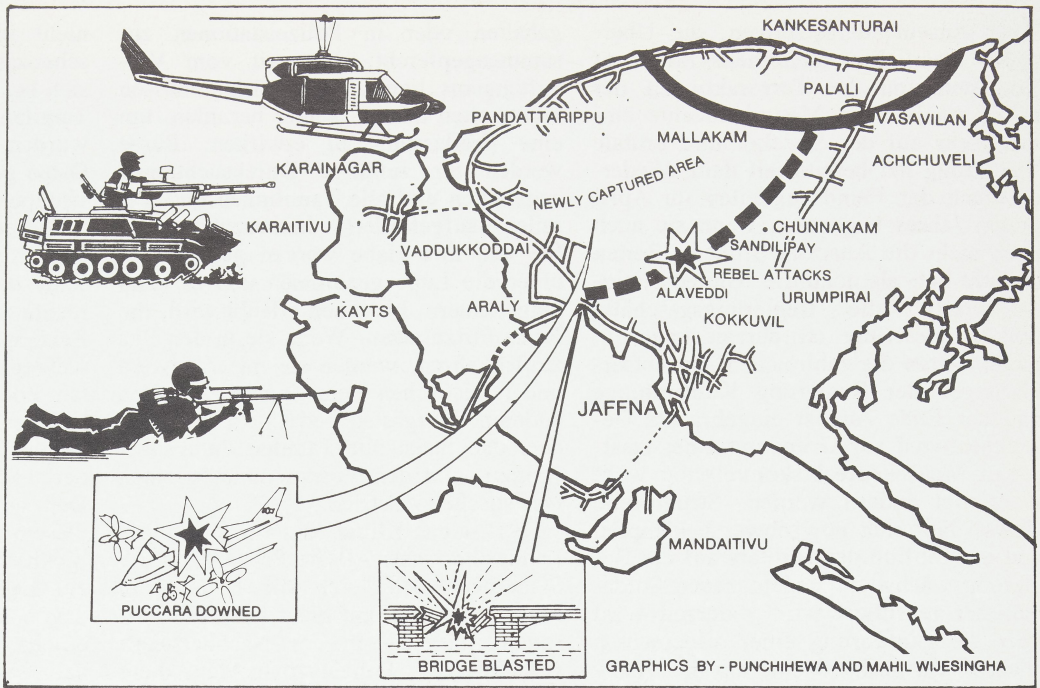 KANKESANTURAI
PALALI
PANDATTARIPPU
VASAVILAN
MALLAKAM
ACHCHUVELI
KARAINAGAR
NEWLY CAPTURED AREA
KARAITIVU
CHUNNAKAM
VADDUKKODDAI
SANDILIPAY
REBEL ATTACKS
ALAVEDDI
URUMPIRAI
ARALY
KAYTS
KOKKUVIL
JAFFNA
MANDAITIVU
PUCCARA DOWNED
BRIDGE BLASTED
GRAPHICS BY - PUNCHIHEWA AND MAHIL WIJESINGHA